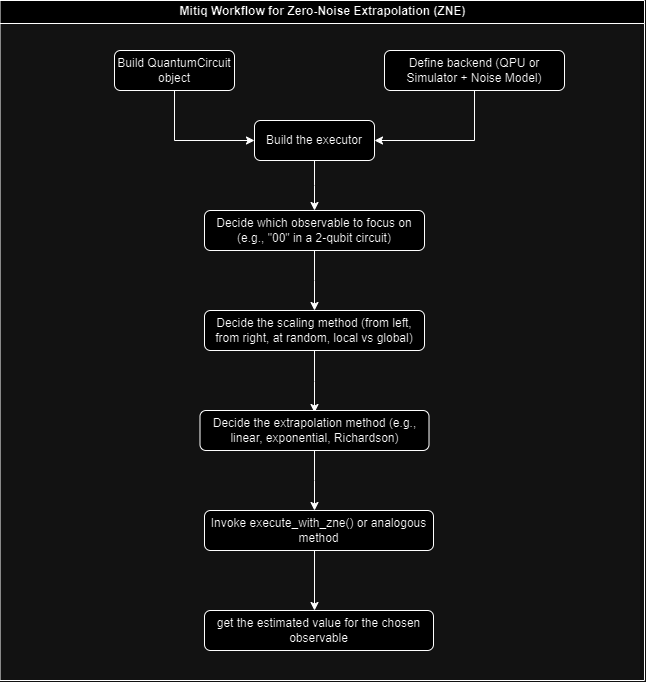 Mitiq Workflow for Zero-Noise Extrapolation (ZNE)
Build QuantumCircuit
object
Define backend (QPU or
Simulator + Noise Model)
Build the executor
Decide which observable to focus on
(e.g., "00" in a 2-qubit circuit)
Decide the scaling method (from left,
from right, at random, local vs global)
Decide the extrapolation method (e.g.,
linear, exponential, Richardson)
Invoke execute_with_zne() or analogous
method
get the estimated value for the chosen
observable